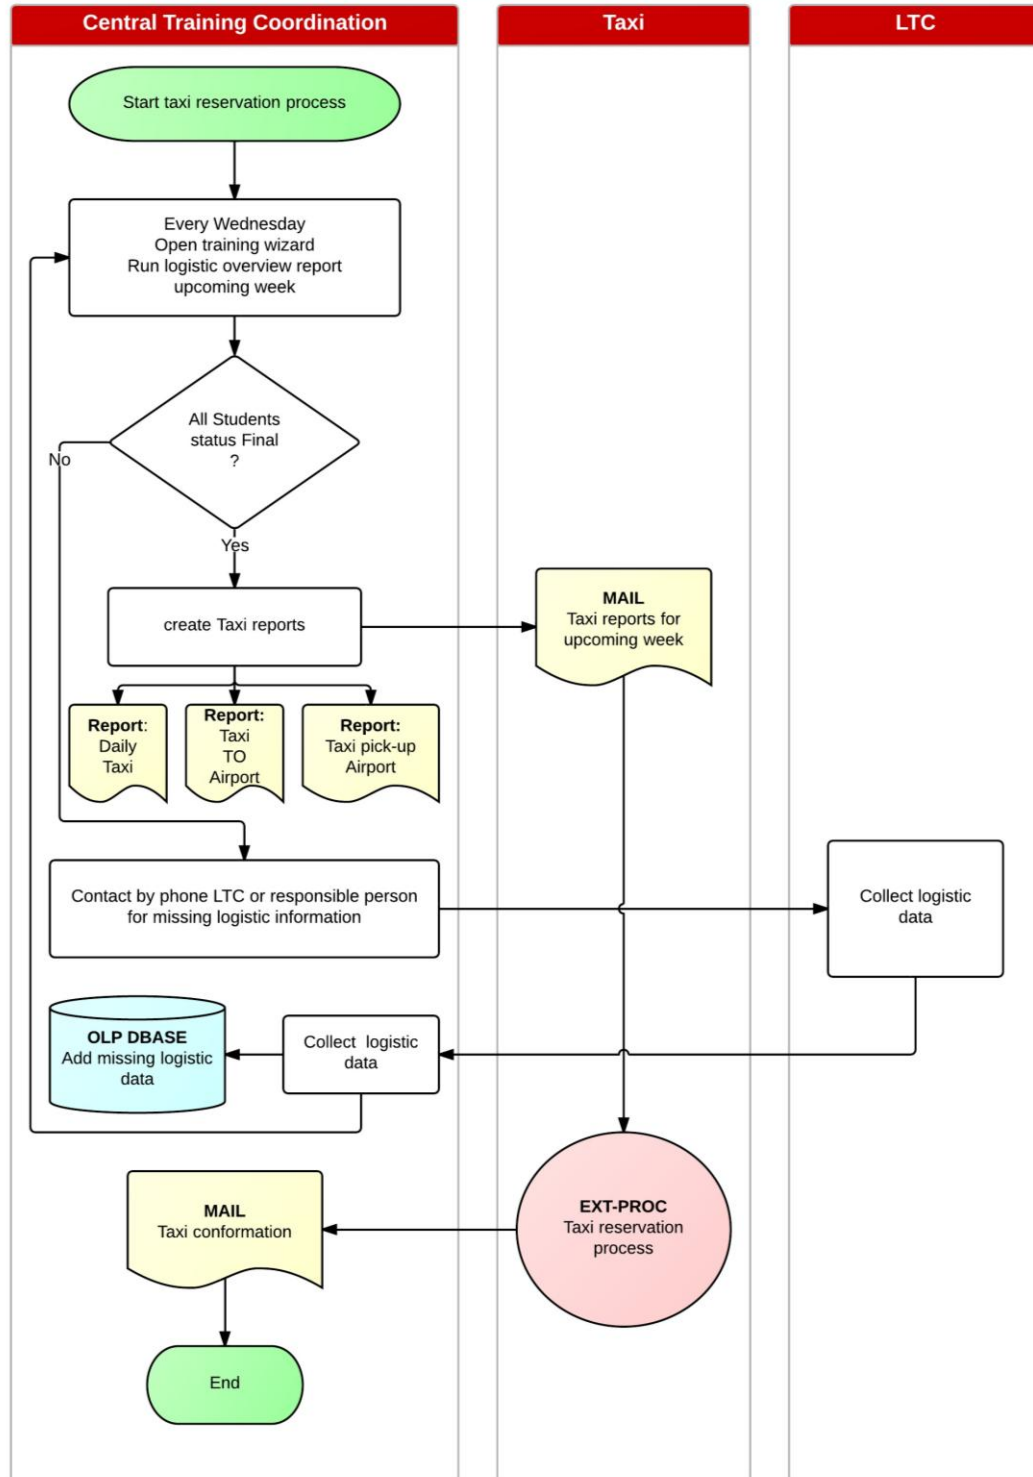 Central Training Coordination
Taxi
LTC
Start taxi reservation process
Every Wednesday
Open training wizard
Run logistic overview report
upcoming week
All Students
status Final
?
No
Yes
create Taxi reports
MAIL
Taxi reports for
upcoming week
Report:
Daily
Taxi
Report:
Taxi
TO
Airport
Report:
Taxi pick-up
Airport
Contact by phone LTC or responsible person
for missing logistic information
Collect logistic
data
OLP DBASE
Add missing logistic
data
Collect logistic
data
MAIL
Taxi conformation
EXT-PROC
Taxi reservation
process
End